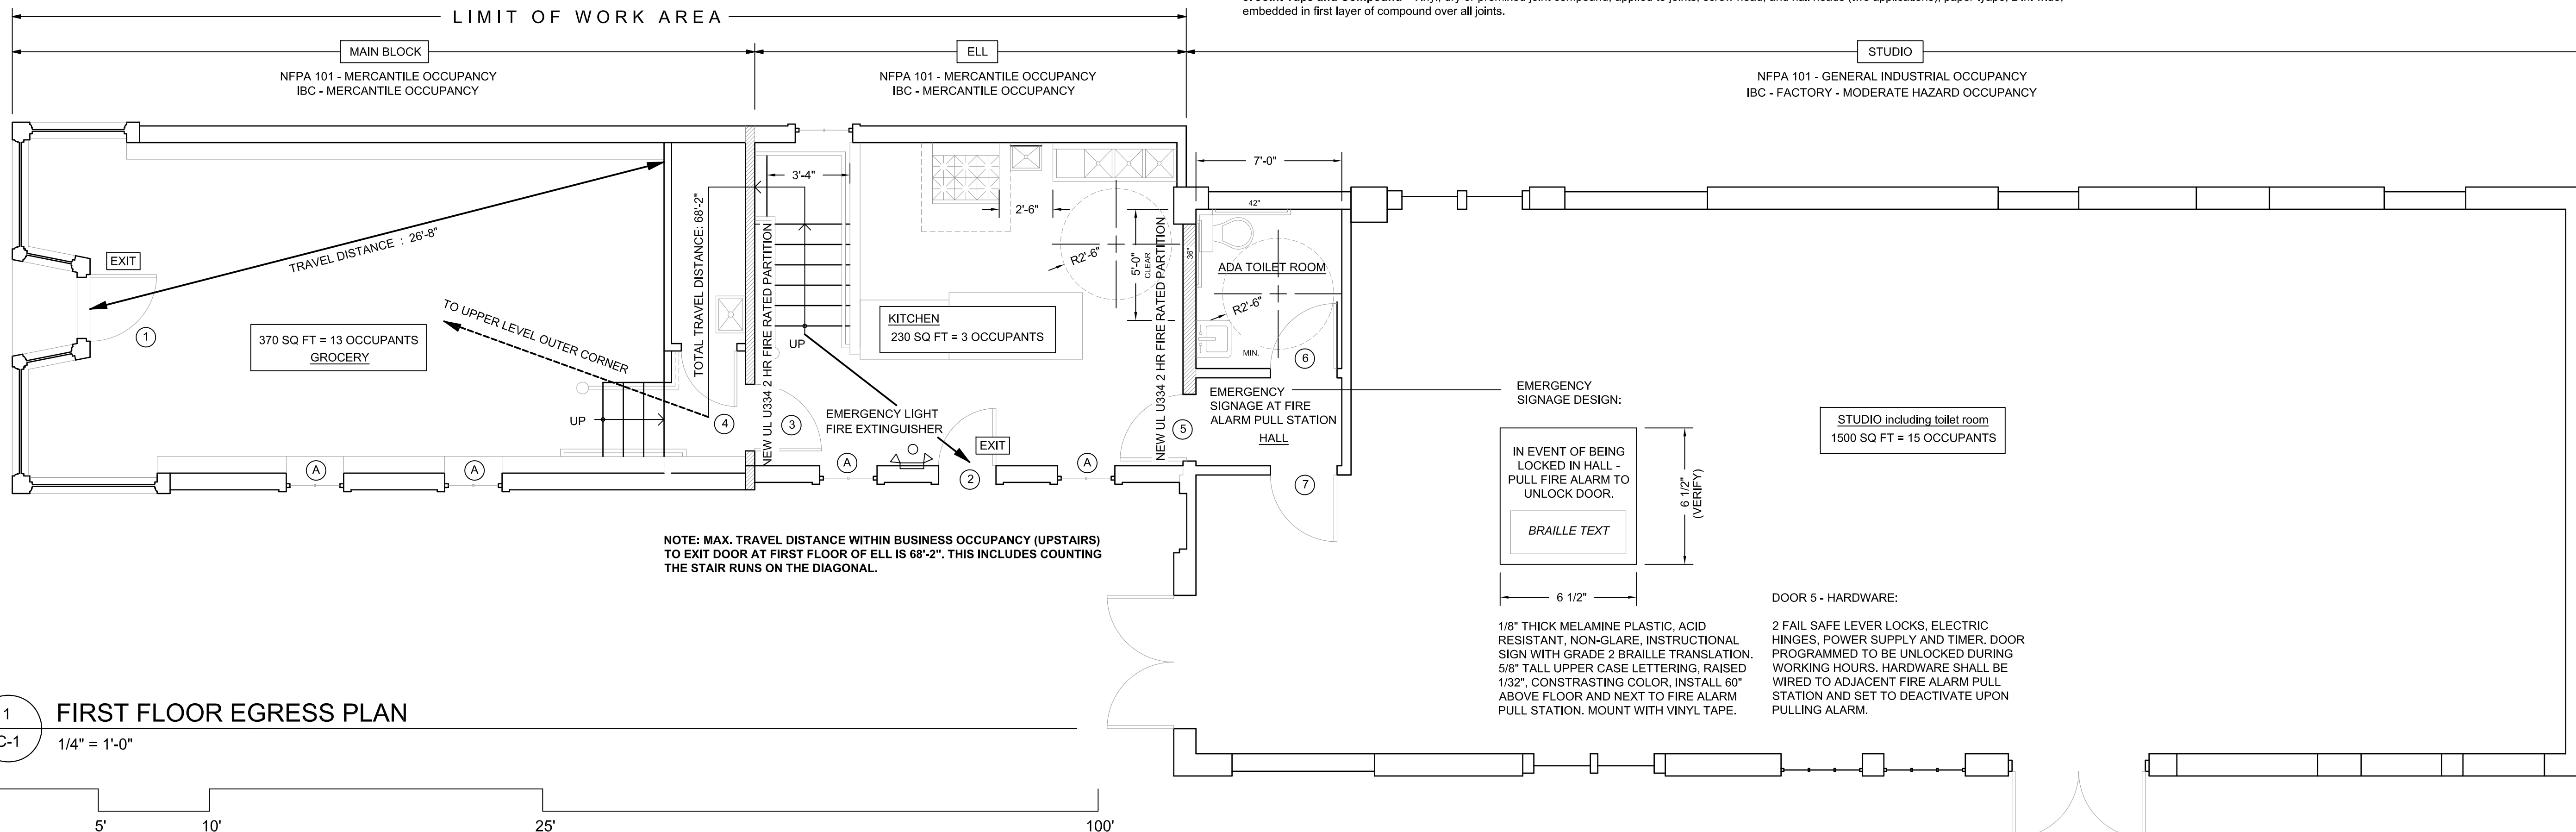 embedded in first layer of compound over all joints.
LIMIT OF WORK AREA
MAIN BLOCK
NFPA 101 - MERCANTILE OCCUPANCY
IBC - MERCANTILE OCCUPANCY
ELL
NFPA 101 - MERCANTILE OCCUPANCY
IBC - MERCANTILE OCCUPANCY
STUDIO
NFPA 101 - GENERAL INDUSTRIAL OCCUPANCY
IBC - FACTORY - MODERATE HAZARD OCCUPANCY
EXIT
1
TRAVEL DISTANCE : 26'-8"
370 SQ FT = 13 OCCUPANTS
GROCERY
TO UPPER LEVEL OUTER CORNER
UP
A
A
4
TOTAL TRAVEL DISTANCE: 68'-2"
NEW UL U334 2 HR FIRE RATED PARTITION
3'-4"
UP
3
2'-6"
R2'-6"
5'-0"
CLEAR
KITCHEN
230 SQ FT = 3 OCCUPANTS
EMERGENCY LIGHT
FIRE EXTINGUISHER
EXIT
A
2
A
NEW UL U334 2 HR FIRE RATED PARTITION
5
7'-0"
42"
36"
ADA TOILET ROOM
R2'-6"
MIN.
6
EMERGENCY
SIGNAGE AT FIRE
ALARM PULL STATION
HALL
7
EMERGENCY
SIGNAGE DESIGN:
IN EVENT OF BEING
LOCKED IN HALL -
PULL FIRE ALARM TO
UNLOCK DOOR.
BRAILLE TEXT
6 1/2"
(VERIFY)
6 1/2"
STUDIO including toilet room
1500 SQ FT = 15 OCCUPANTS
NOTE: MAX. TRAVEL DISTANCE WITHIN BUSINESS OCCUPANCY (UPSTAIRS)
TO EXIT DOOR AT FIRST FLOOR OF ELL IS 68'-2". THIS INCLUDES COUNTING
THE STAIR RUNS ON THE DIAGONAL.
1/8" THICK MELAMINE PLASTIC, ACID
RESISTANT, NON-GLARE, INSTRUCTIONAL
SIGN WITH GRADE 2 BRAILLE TRANSLATION.
5/8" TALL UPPER CASE LETTERING, RAISED
1/32", CONSTRASTING COLOR, INSTALL 60"
ABOVE FLOOR AND NEXT TO FIRE ALARM
PULL STATION. MOUNT WITH VINYL TAPE.
DOOR 5 - HARDWARE:
2 FAIL SAFE LEVER LOCKS, ELECTRIC
HINGES, POWER SUPPLY AND TIMER. DOOR
PROGRAMMED TO BE UNLOCKED DURING
WORKING HOURS. HARDWARE SHALL BE
WIRED TO ADJACENT FIRE ALARM PULL
STATION AND SET TO DEACTIVATE UPON
PULLING ALARM.
1
C-1
FIRST FLOOR EGRESS PLAN
1/4" = 1'-0"
5'
10'
25'
100'